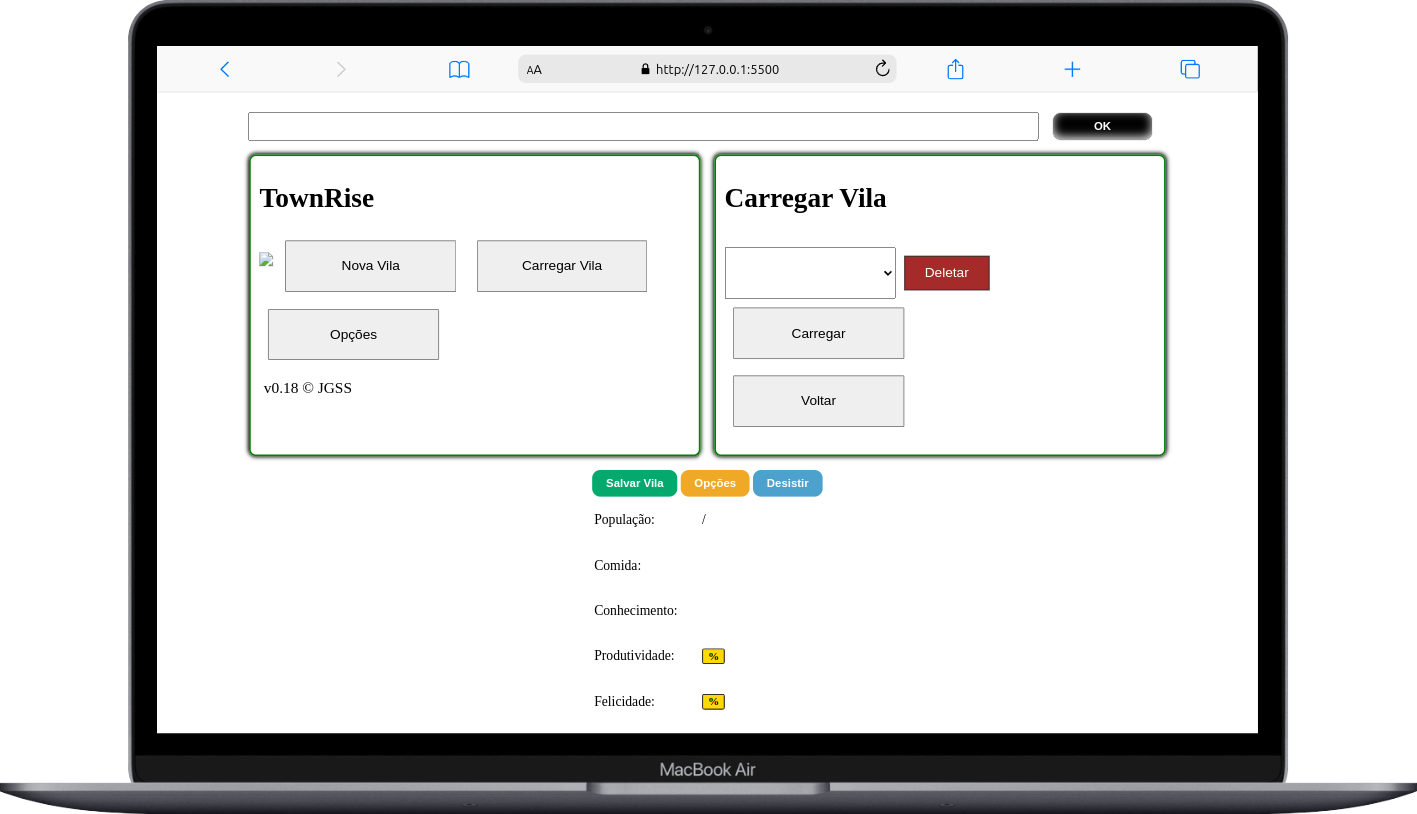 AA http://127.0.0.1:5500
OK
TownRise
Nova Vila Carregar Vila
Opções
v0.18 © JGSS
Carregar Vila
Deletar
Carregar
Voltar
Salvar Vila Opções Desistir
População: /
Comida:
Conhecimento:
Produtividade: %
Felicidade: %
MacBook Air